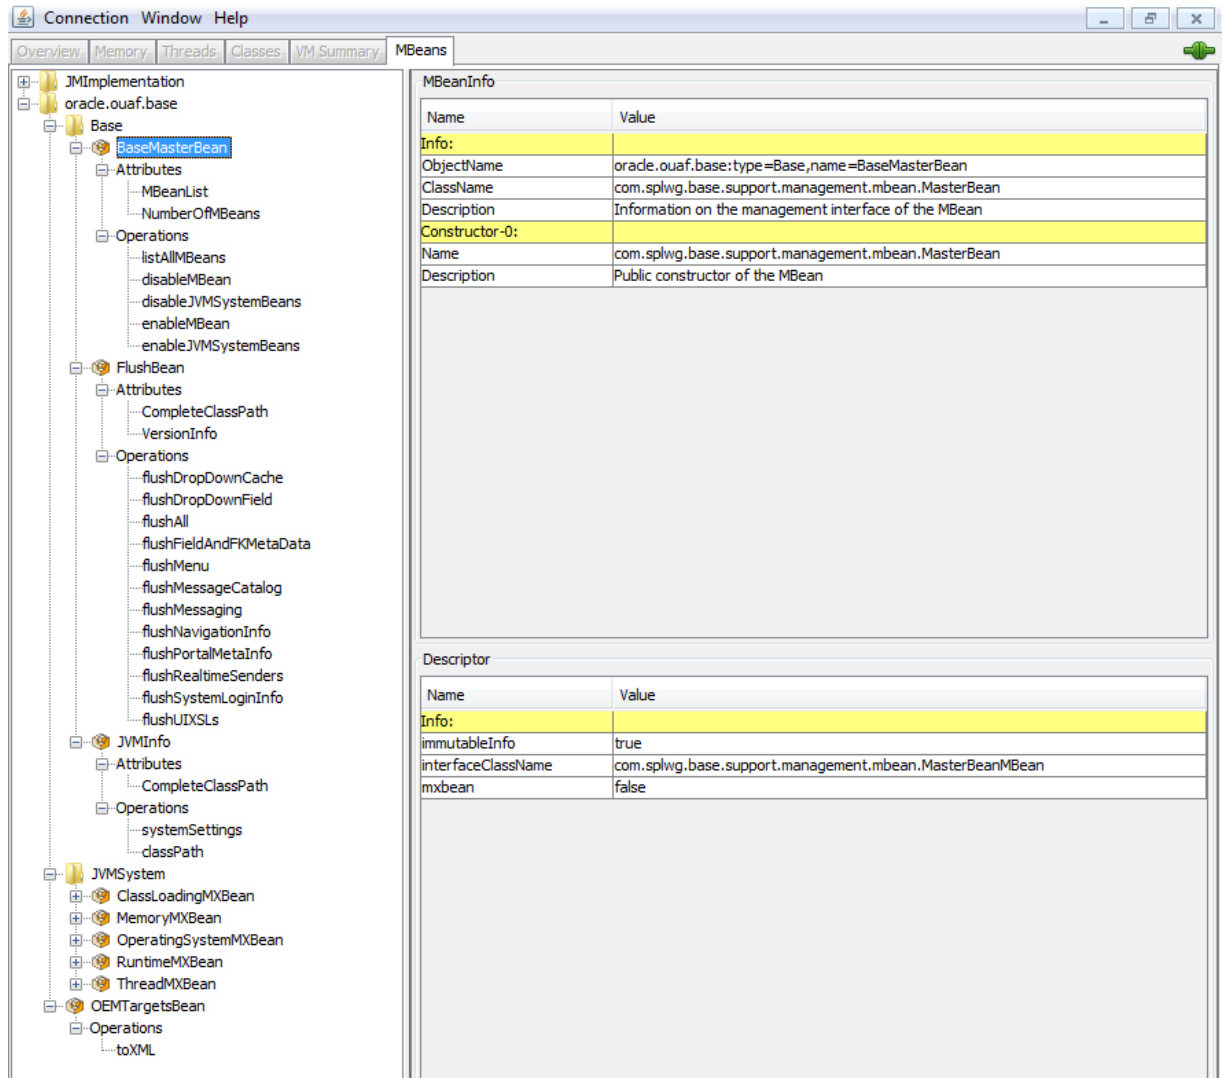 Connection Window Help
Overview Memory Threads Classes VM Summary MBeans
JMImplementation
oracle.ouaf.base
Base
BaseMasterBean
Attributes
MBeanList
NumberOfMBeans
Operations
listAllMBeans
disableMBean
disableJVMSystemBeans
enableMBean
enableJVMSystemBeans
FlushBean
Attributes
CompleteClassPath
VersionInfo
Operations
flushDropDownCache
flushDropDownField
flushAll
flushFieldAndFKMetaData
flushMenu
flushMessageCatalog
flushMessaging
flushNavigationInfo
flushPortalMetaInfo
flushRealtimeSenders
flushSystemLoginInfo
flushUIXSLs
JVMInfo
Attributes
CompleteClassPath
Operations
systemSettings
classPath
JVMSystem
ClassLoadingMXBean
MemoryMXBean
OperatingSystemMXBean
RuntimeMXBean
ThreadMXBean
OEMTargetsBean
Operations
toXML
MBeanInfo
Name Value
Info:
ObjectName oracle.ouaf.base:type=Base,name=BaseMasterBean
ClassName com.splwg.base.support.management.mbean.MasterBean
Description Information on the management interface of the MBean
Constructor-0:
Name com.splwg.base.support.management.mbean.MasterBean
Description Public constructor of the MBean
Descriptor
Name Value
Info:
immutableInfo true
interfaceClassName com.splwg.base.support.management.mbean.MasterBeanMBean
mxbean false